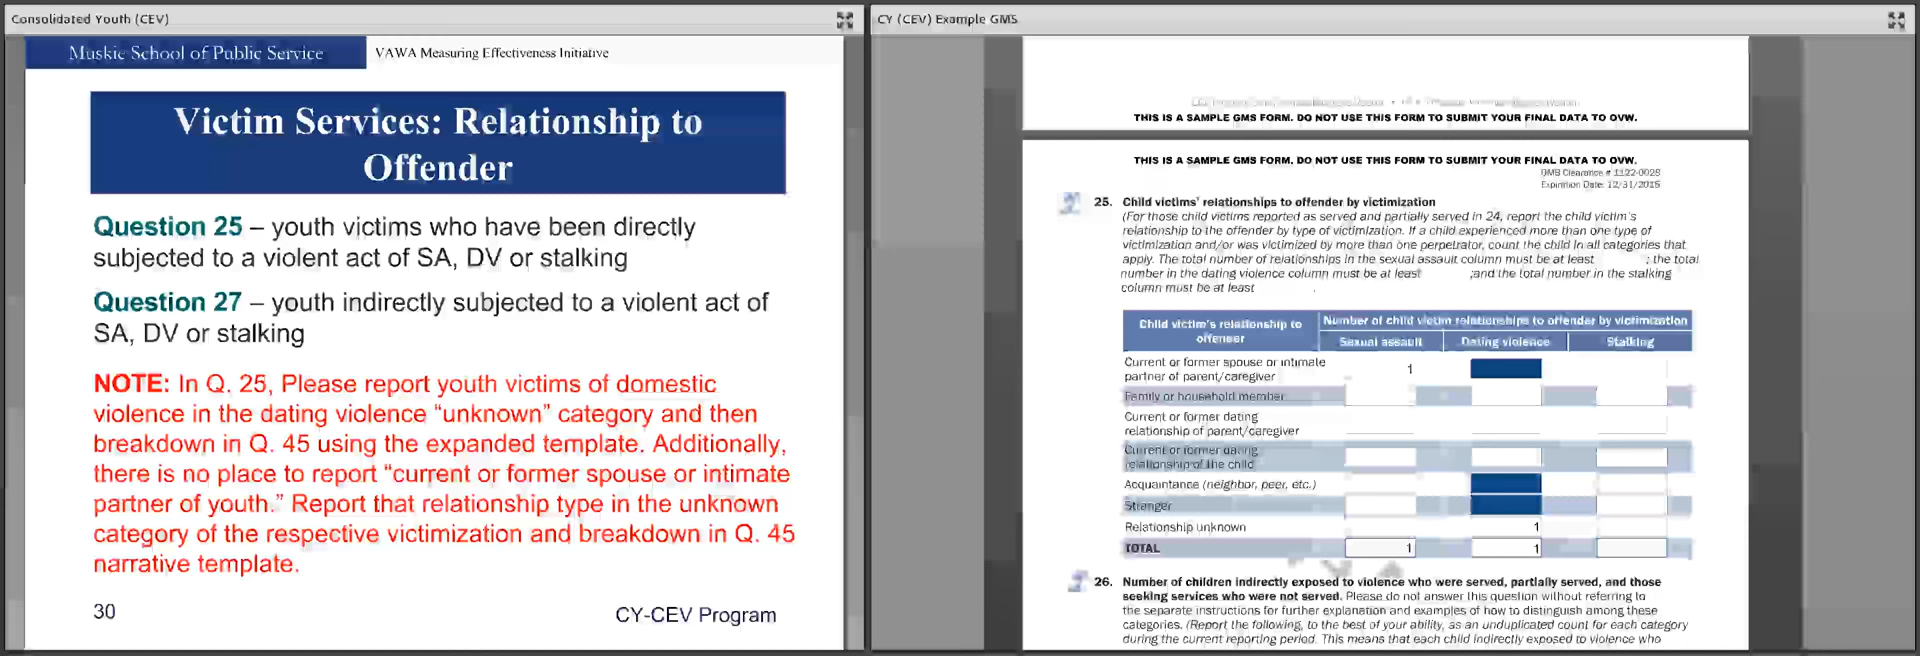 Consolidated Youth (CEV)
Muskie School of Public Service
VAWA Measuring Effectiveness Initiative
Victim Services: Relationship to
Offender
Question 25 – youth victims who have been directly
subjected to a violent act of SA, DV or stalking
Question 27 – youth indirectly subjected to a violent act of
SA, DV or stalking
NOTE: In Q. 25, Please report youth victims of domestic
violence in the dating violence “unknown” category and then
breakdown in Q. 45 using the expanded template. Additionally,
there is no place to report “current or former spouse or intimate
partner of youth.” Report that relationship type in the unknown
category of the respective victimization and breakdown in Q. 45
narrative template.
30
CY-CEV Program
CY (CEV) Example GMS
THIS IS A SAMPLE GMS FORM. DO NOT USE THIS FORM TO SUBMIT YOUR FINAL DATA TO OVW.
THIS IS A SAMPLE GMS FORM. DO NOT USE THIS FORM TO SUBMIT YOUR FINAL DATA TO OVW.
OMB Clearance # 1122-0028
Expiration Date: 12/31/2015
25. Child victims' relationships to offender by victimization
(For those child victims reported as served and partially served in 24, report the child victim's
relationship to the offender by type of victimization. If a child experienced more than one type of
victimization and/or was victimized by more than one perpetrator, count the child in all categories that
apply. The total number of relationships in the sexual assault column must be at least ; the total
number in the dating violence column must be at least ;and the total number in the stalking
column must be at least .
Child victim's relationship to
offender
Number of child victim relationships to offender by victimization
Sexual assault Dating violence Stalking
Current or former spouse or intimate
partner of parent/caregiver 1
Family or household member
Current or former dating
relationship of parent/caregiver
Current or former dating
relationship of the child
Acquaintance (neighbor, peer, etc.)
Stranger
Relationship unknown 1
TOTAL 1 1
26. Number of children indirectly exposed to violence who were served, partially served, and those
seeking services who were not served. Please do not answer this question without referring to
the separate instructions for further explanation and examples of how to distinguish among these
categories. (Report the following, to the best of your ability, as an unduplicated count for each category
during the current reporting period. This means that each child indirectly exposed to violence who